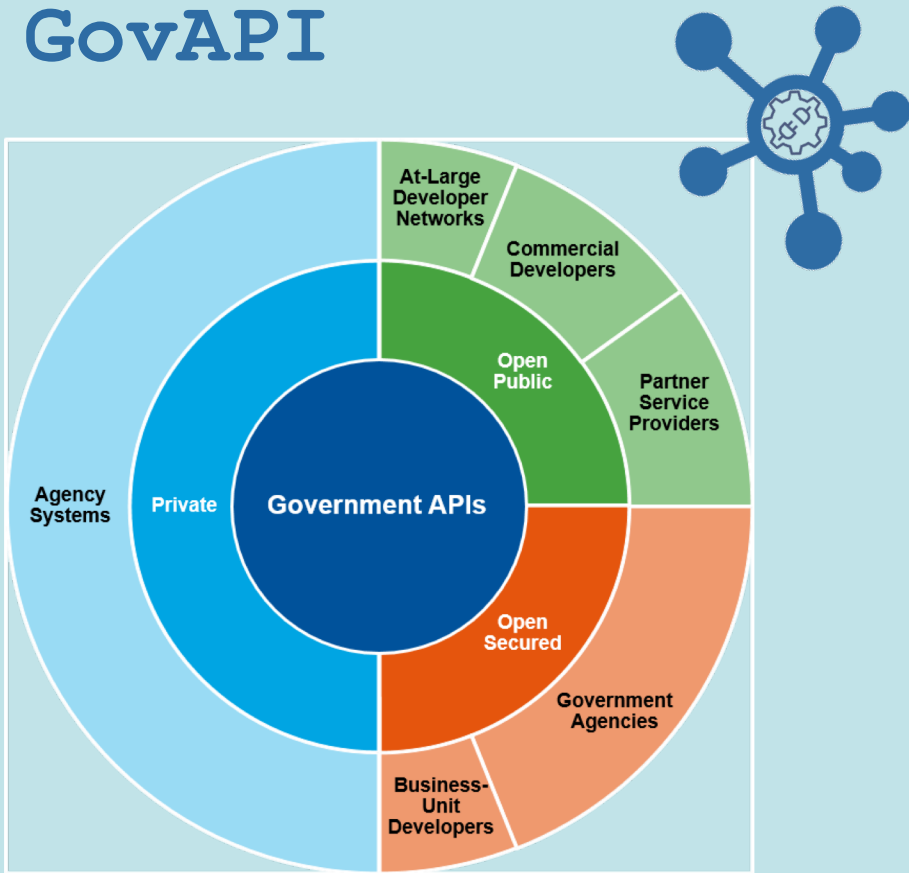 GovAPI
At-Large
Developer
Networks
Commercial
Developers
Open
Public
Partner
Service
Providers
Agency
Systems
Private
Government APIs
Open
Secured
Government
Agencies
Business-
Unit
Developers